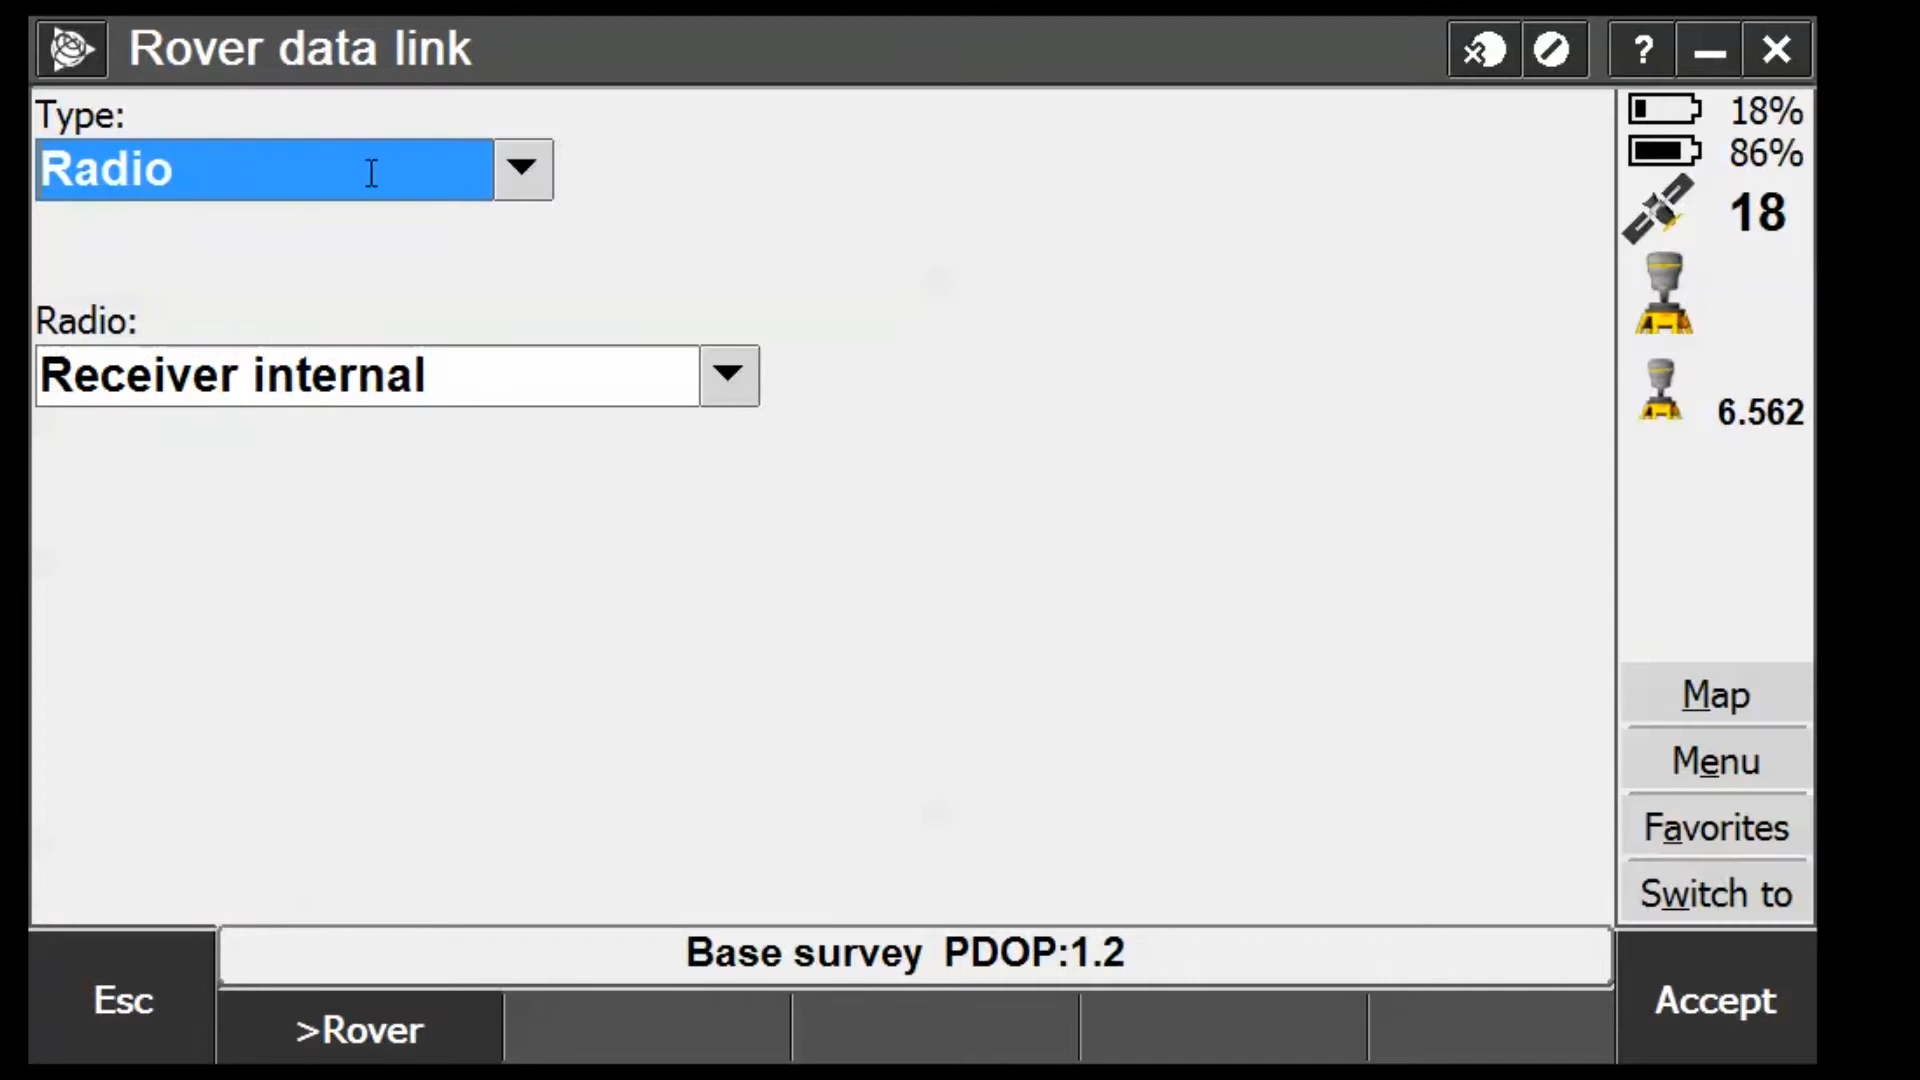 Rover data link
?
Type:
18%
86%
Radio
18
Radio:
Receiver internal
6.562
Map
Menu
Favorites
Switch to
Base survey PDOP:1.2
Esc
>Rover
Accept